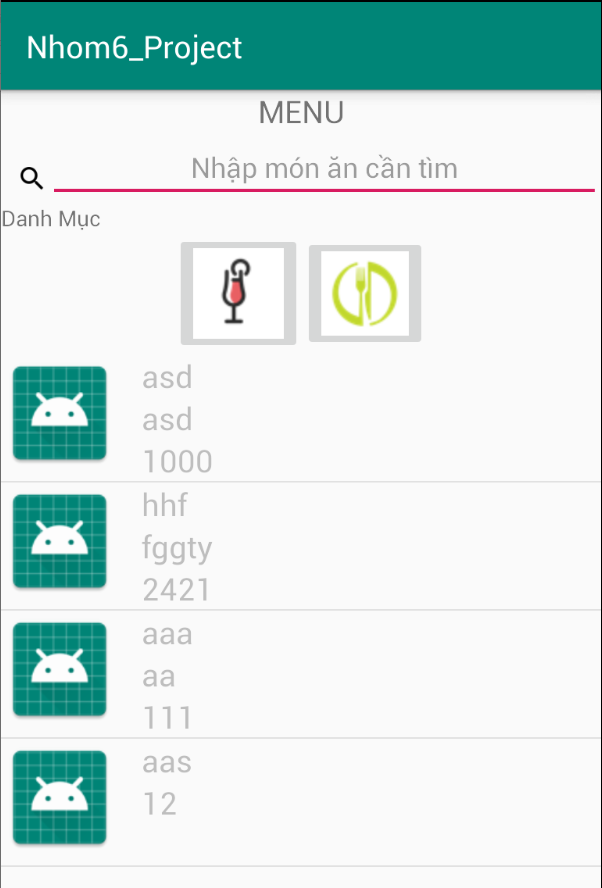 Nhom6_Project
MENU
Nhập món ăn cần tìm
Danh Mục
asd
asd
1000
hhf
fggty
2421
aaa
aa
111
aas
12